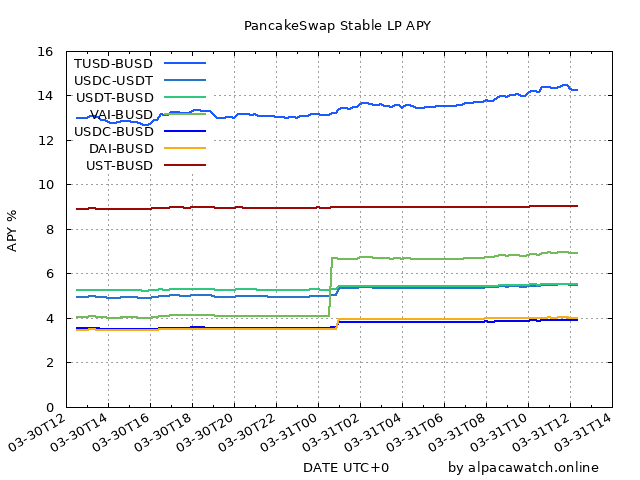 PancakeSwap Stable LP APY
16
14
12
10
8
6
4
2
0
APY %
TUSD-BUSD
USDC-USDT
USDT-BUSD
VAI-BUSD
USDC-BUSD
DAI-BUSD
UST-BUSD
03-30T12
03-30T14
03-30T16
03-30T18
03-30T20
03-30T22
03-31T00
03-31T02
03-31T04
03-31T06
03-31T08
03-31T10
03-31T12
03-31T14
DATE UTC+0
by alpacawatch.online